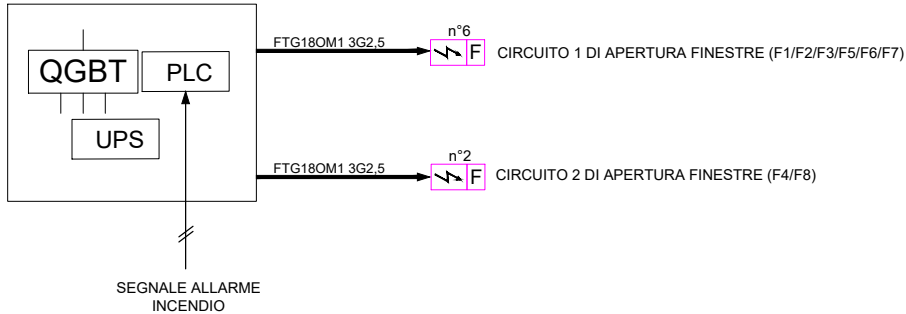 n°6
FTG18OM1 3G2,5
F
CIRCUITO 1 DI APERTURA FINESTRE (F1/F2/F3/F5/F6/F7)
QGBT
PLC
UPS
n°2
FTG18OM1 3G2,5
F
CIRCUITO 2 DI APERTURA FINESTRE (F4/F8)
SEGNALE ALLARME
INCENDIO